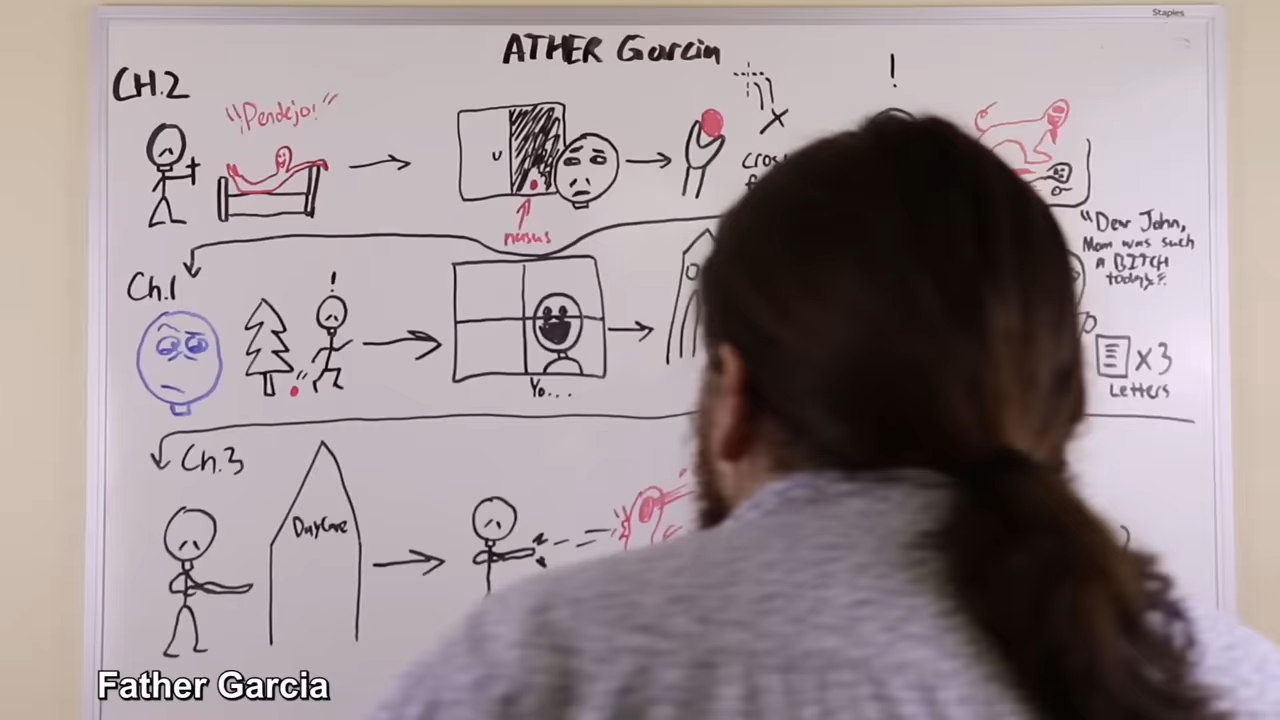 Staples
ATHER Garcia
CH.2
"¡Pendejo!"
!
X
U
nasus
"Dear John,
Mom was such
A BITCH
today."
Ch.1
!
Yo...
X3
Letters
Ch.3
DayCare
Father Garcia